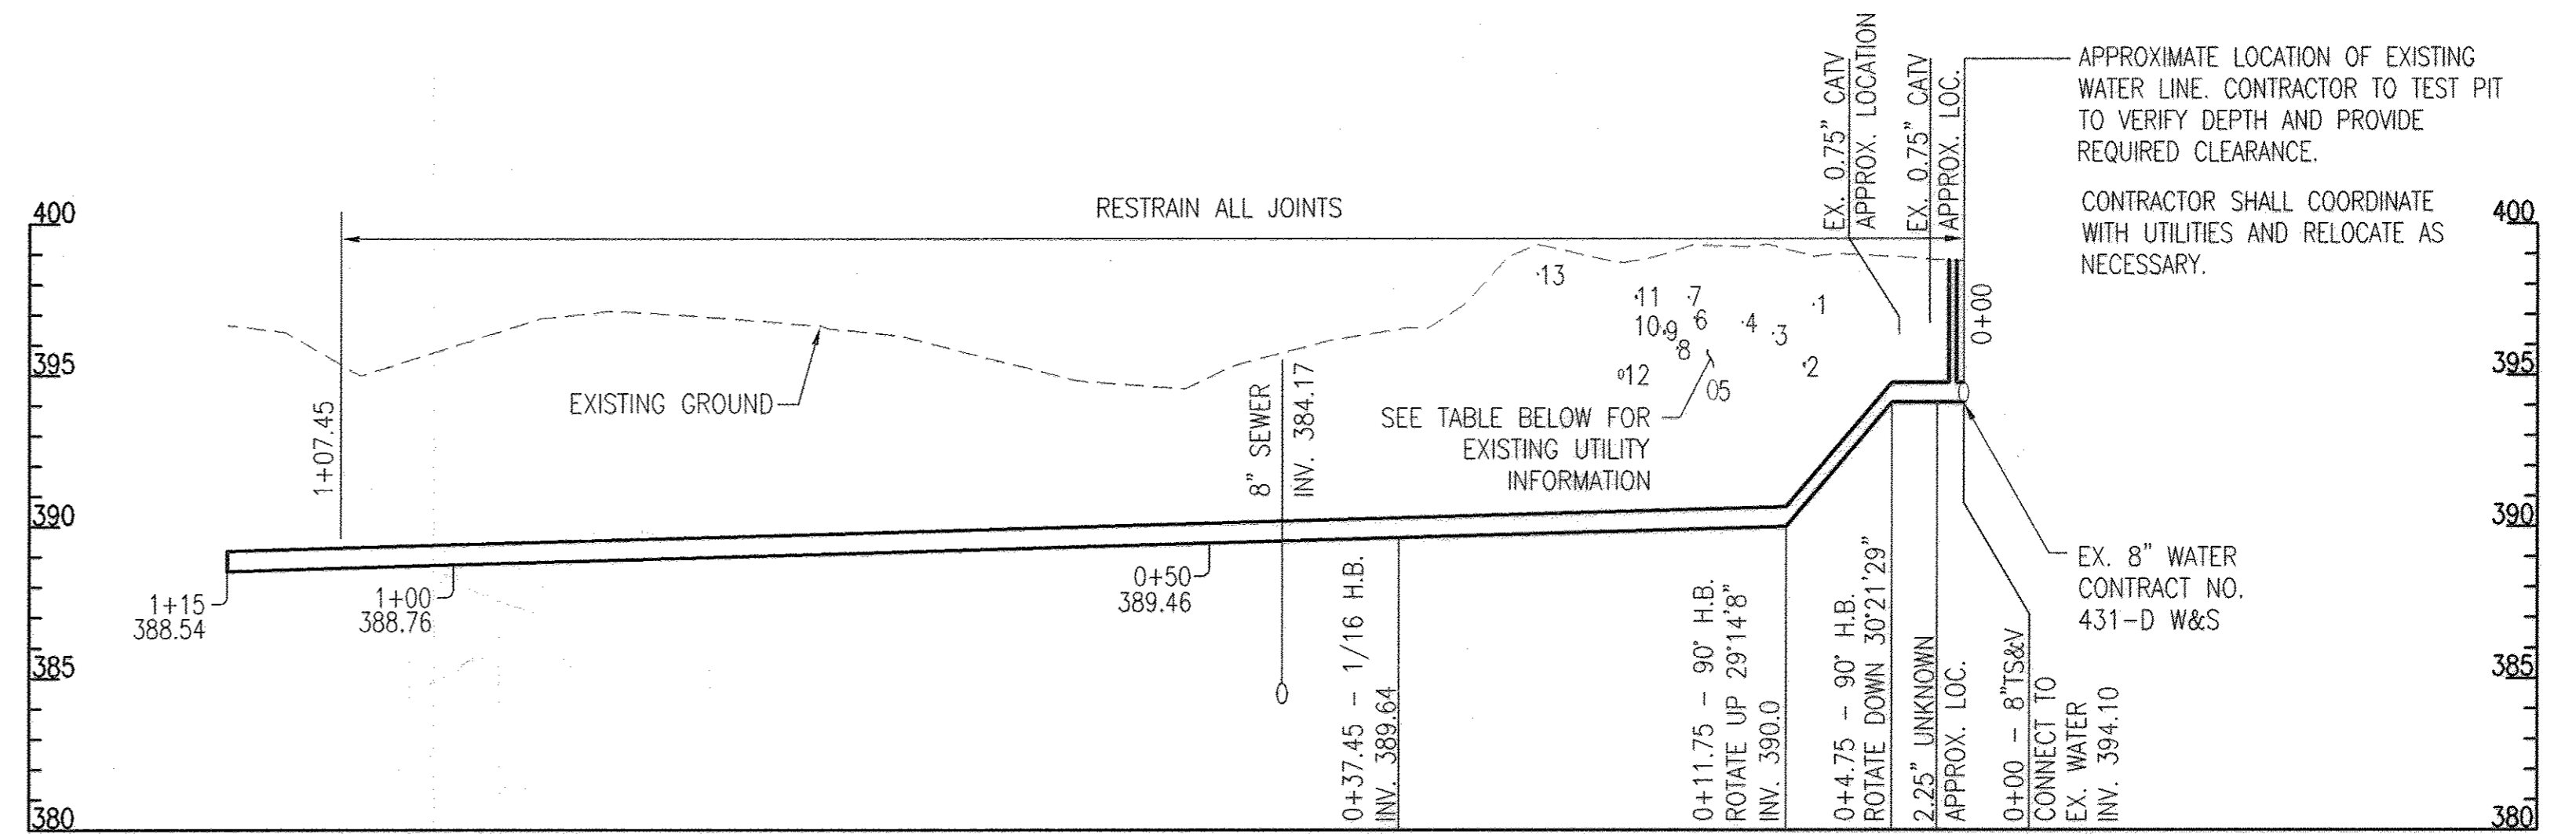 EX. 0.75" CATV
APPROX. LOCATION
EX. 0.75" CATV
APPROX. LOC.
APPROXIMATE LOCATION OF EXISTING
WATER LINE. CONTRACTOR TO TEST PIT
TO VERIFY DEPTH AND PROVIDE
REQUIRED CLEARANCE.
CONTRACTOR SHALL COORDINATE
WITH UTILITIES AND RELOCATE AS
NECESSARY.
RESTRAIN ALL JOINTS
400
395
390
385
380
400
395
390
385
380
1+07.45
EXISTING GROUND
8" SEWER
INV. 384.17
13
11
7
1
10
9
6
4
3
8
2
12
05
SEE TABLE BELOW FOR
EXISTING UTILITY
INFORMATION
0+00
1+15
388.54
1+00
388.76
0+50
389.46
0+37.45 - 1/16 H.B.
INV. 389.64
0+11.75 - 90° H.B.
ROTATE UP 29°14'8"
INV. 390.0
0+4.75 - 90° H.B.
ROTATE DOWN 30°21'29"
2.25" UNKNOWN
APPROX. LOC.
0+00 - 8"TS&V
CONNECT TO
EX. WATER
INV. 394.10
EX. 8" WATER
CONTRACT NO.
431-D W&S